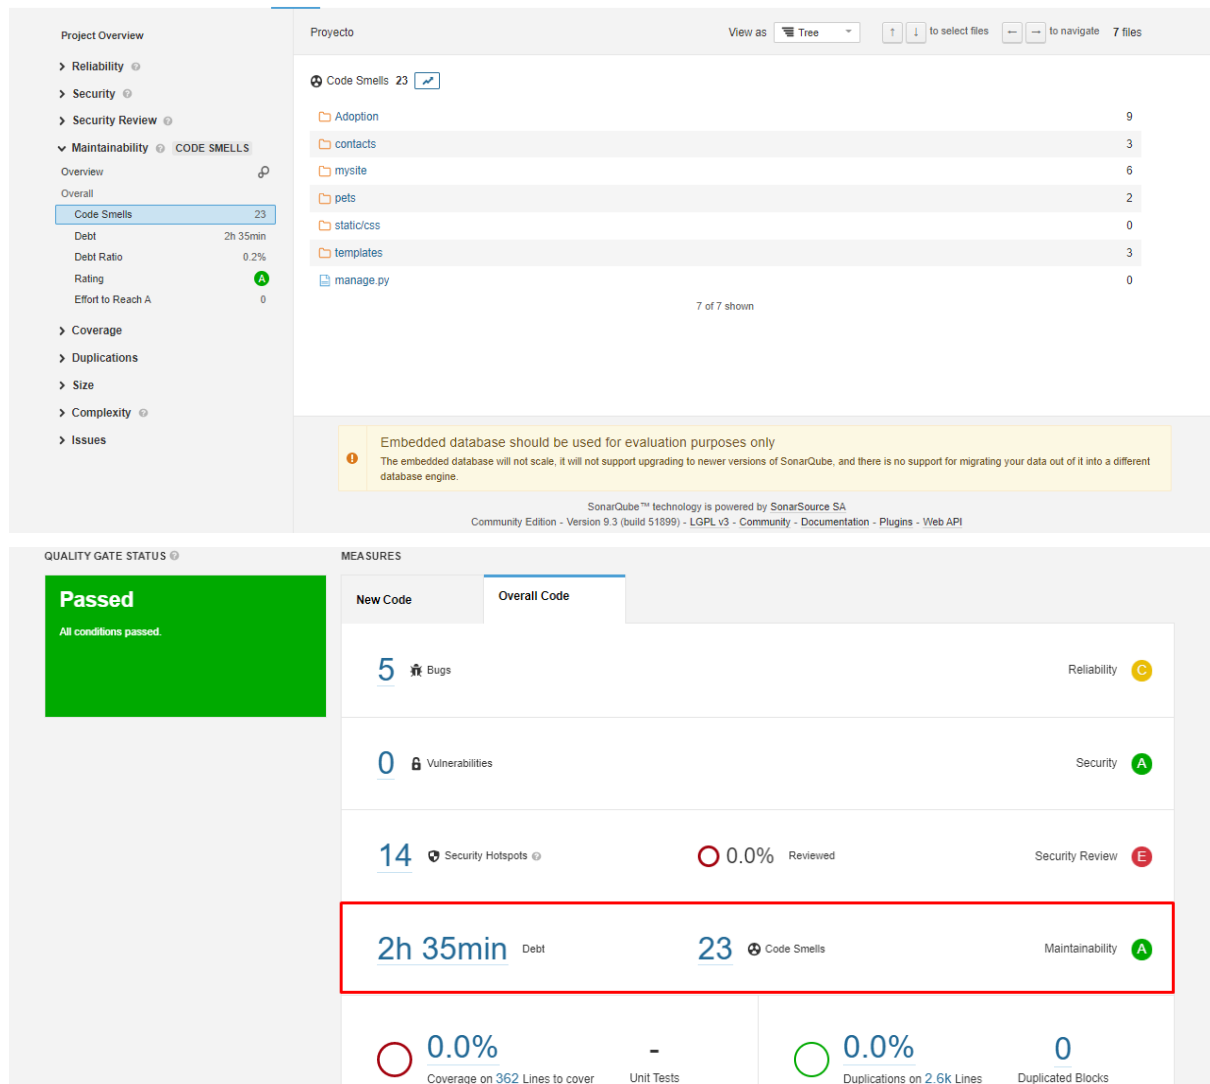 Project Overview
Reliability
Security
Security Review
Maintainability CODE SMELLS
Overview
Overall
Code Smells 23
Debt 2h 35min
Debt Ratio 0.2%
Rating A
Effort to Reach A 0
Coverage
Duplications
Size
Complexity
Issues
Proyecto View as Tree ↑ ↓ to select files ← → to navigate 7 files
Code Smells 23
Adoption 9
contacts 3
mysite 6
pets 2
static/css 0
templates 3
manage.py 0
7 of 7 shown
Embedded database should be used for evaluation purposes only
The embedded database will not scale, it will not support upgrading to newer versions of SonarQube, and there is no support for migrating your data out of it into a different
database engine.
SonarQube™ technology is powered by SonarSource SA
Community Edition - Version 9.3 (build 51899) - LGPL v3 - Community - Documentation - Plugins - Web API
QUALITY GATE STATUS
Passed
All conditions passed.
MEASURES
New Code Overall Code
5 Bugs Reliability C
0 Vulnerabilities Security A
14 Security Hotspots 0.0% Reviewed Security Review E
2h 35min Debt 23 Code Smells Maintainability A
0.0% - 0.0% 0
Coverage on 362 Lines to cover Unit Tests Duplications on 2.6k Lines Duplicated Blocks